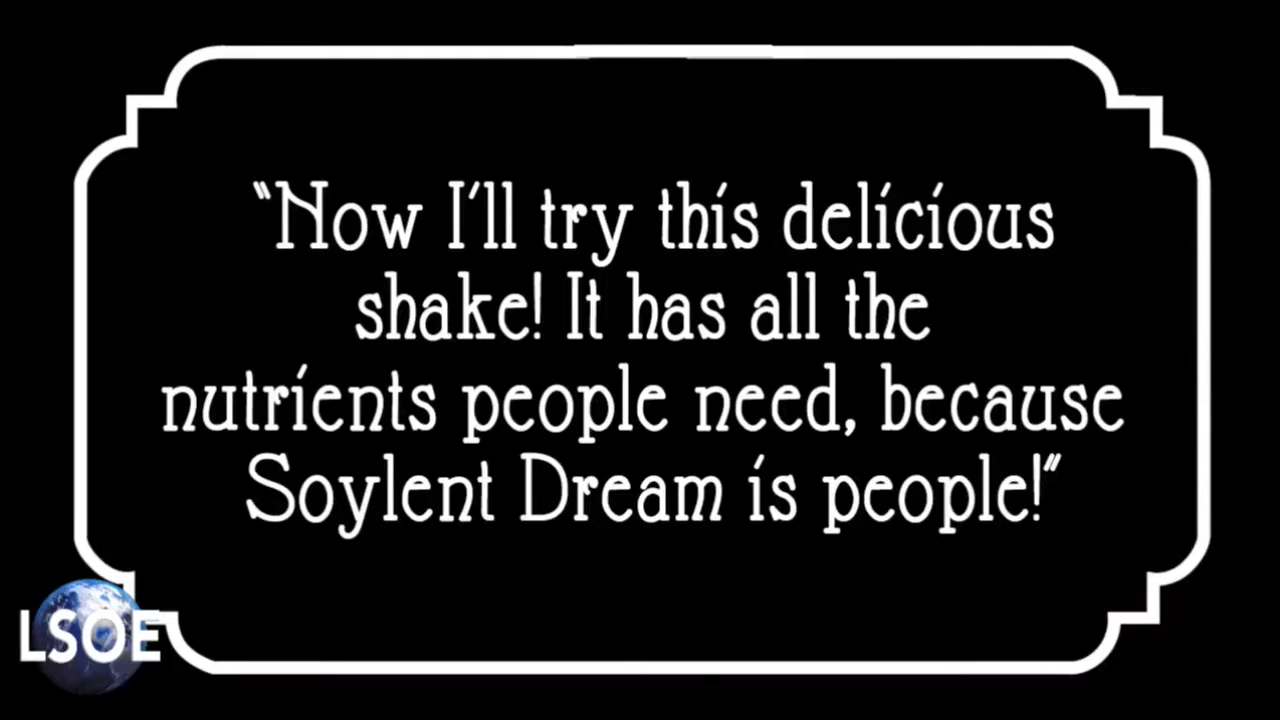 "Now I'll try this delicious
shake! It has all the
nutrients people need, because
Soylent Dream is people!"
LSOE